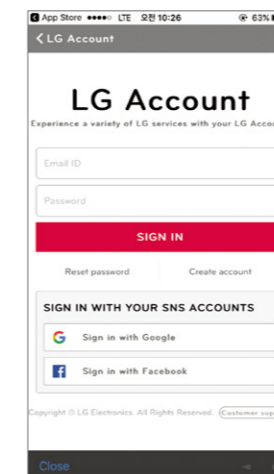 App Store LTE 오전 10:26 63%
LG Account
LG Account
Experience a variety of LG services with your LG Accou
Email ID
Password
SIGN IN
Reset password Create account
SIGN IN WITH YOUR SNS ACCOUNTS
Sign in with Google
Sign in with Facebook
Copyright © LG Electronics. All Rights Reserved. Customer supp
Close